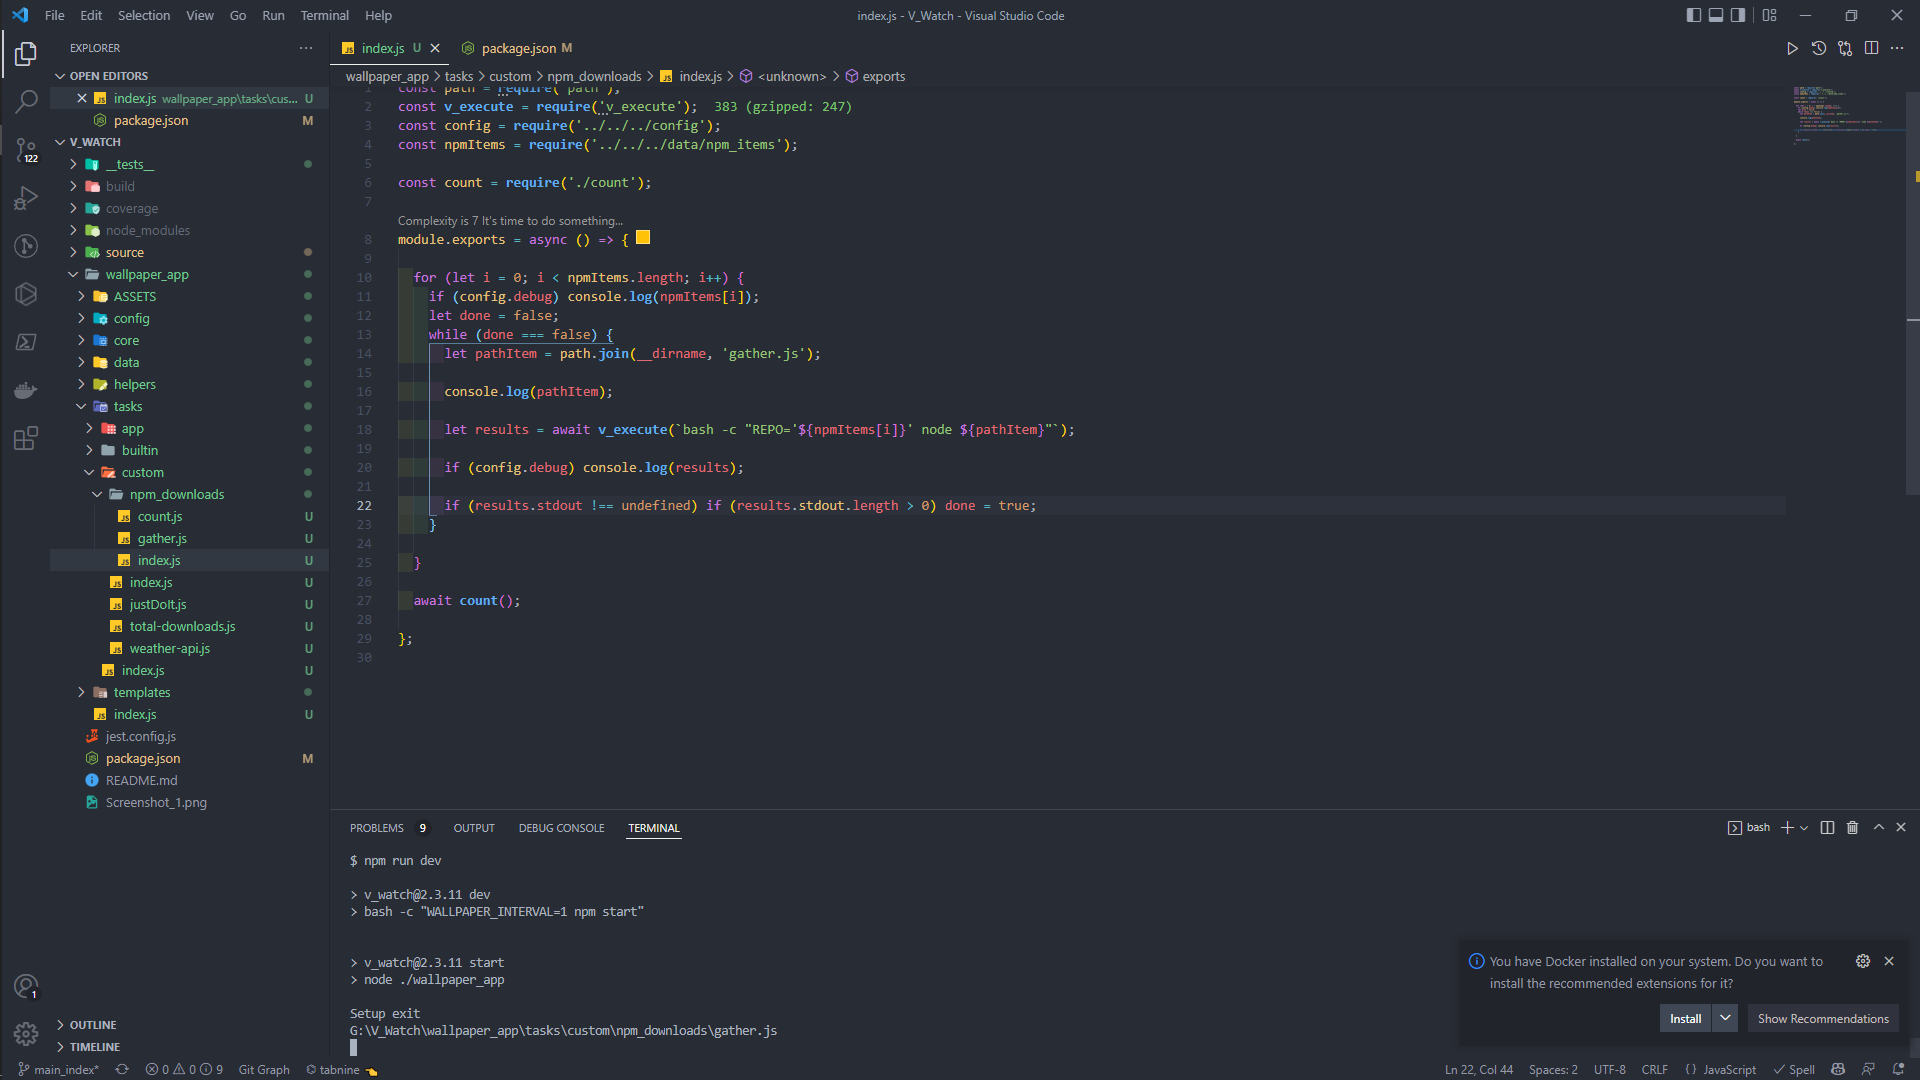 File Edit Selection View Go Run Terminal Help
index.js - V_Watch - Visual Studio Code
EXPLORER
OPEN EDITORS
index.js wallpaper_app\tasks\cus... U
package.json M
V_WATCH
__tests__
build
coverage
node_modules
source
wallpaper_app
ASSETS
config
core
data
helpers
tasks
app
builtin
custom
npm_downloads
count.js U
gather.js U
index.js U
index.js U
justDoIt.js U
total-downloads.js U
weather-api.js U
index.js U
templates
index.js U
jest.config.js
package.json M
README.md
Screenshot_1.png
OUTLINE
TIMELINE
122
1
index.js U
package.json M
wallpaper_app > tasks > custom > npm_downloads > index.js > <unknown> > exports
1 const path = require('path');
2 const v_execute = require('v_execute'); 383 (gzipped: 247)
3 const config = require('../../../config');
4 const npmItems = require('../../../data/npm_items');
5
6 const count = require('./count');
7
Complexity is 7 It's time to do something...
8 module.exports = async () => {
9
10 for (let i = 0; i < npmItems.length; i++) {
11 if (config.debug) console.log(npmItems[i]);
12 let done = false;
13 while (done === false) {
14 let pathItem = path.join(__dirname, 'gather.js');
15
16 console.log(pathItem);
17
18 let results = await v_execute(`bash -c "REPO='${npmItems[i]}' node ${pathItem}"`);
19
20 if (config.debug) console.log(results);
21
22 if (results.stdout !== undefined) if (results.stdout.length > 0) done = true;
23 }
24
25 }
26
27 await count();
28
29 };
30
PROBLEMS 9 OUTPUT DEBUG CONSOLE TERMINAL
bash
$ npm run dev
> v_watch@2.3.11 dev
> bash -c "WALLPAPER_INTERVAL=1 npm start"
> v_watch@2.3.11 start
> node ./wallpaper_app
Setup exit
G:\V_Watch\wallpaper_app\tasks\custom\npm_downloads\gather.js
You have Docker installed on your system. Do you want to
install the recommended extensions for it?
Install
Show Recommendations
main_index* 0 0 9 Git Graph tabnine
Ln 22, Col 44 Spaces: 2 UTF-8 CRLF {} JavaScript Spell